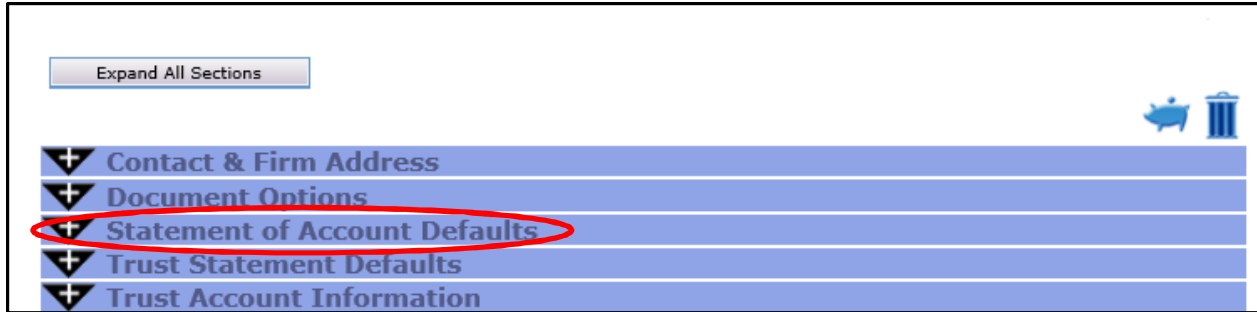 Expand All Sections
Contact & Firm Address
Document Options
Statement of Account Defaults
Trust Statement Defaults
Trust Account Information